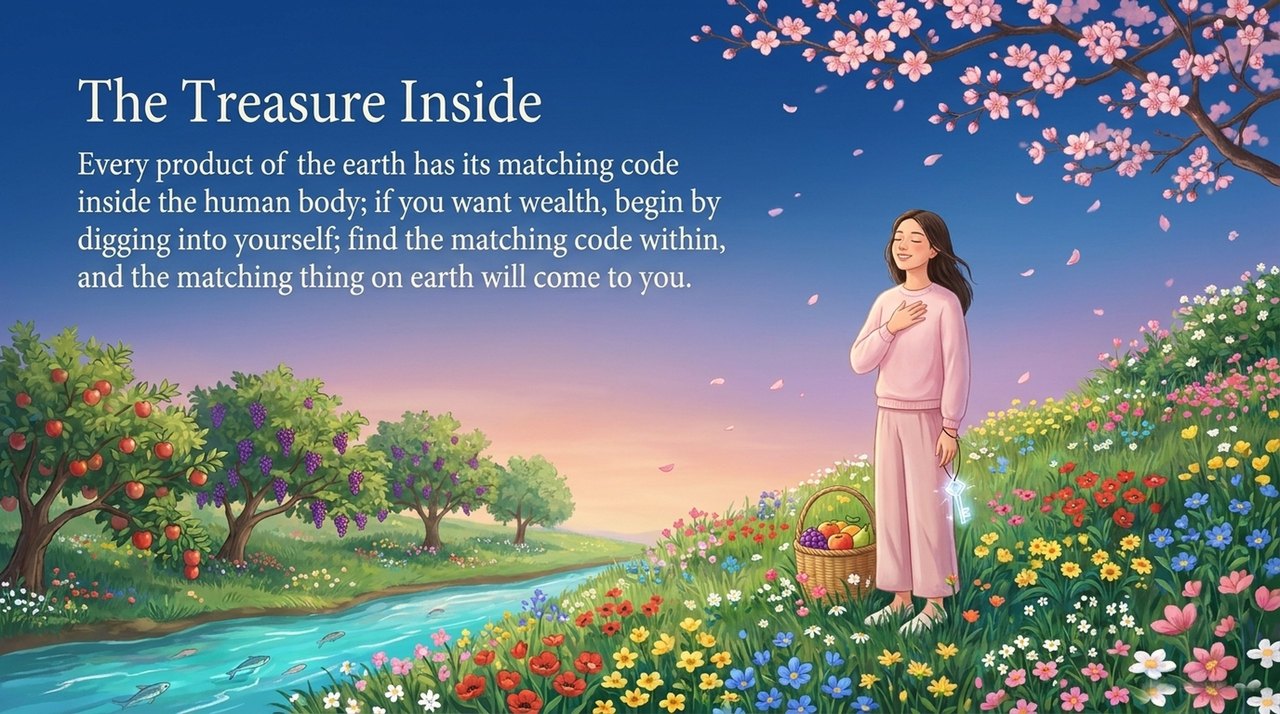 The Treasure Inside
Every product of the earth has its matching code
inside the human body; if you want wealth, begin by
digging into yourself; find the matching code within,
and the matching thing on earth will come to you.